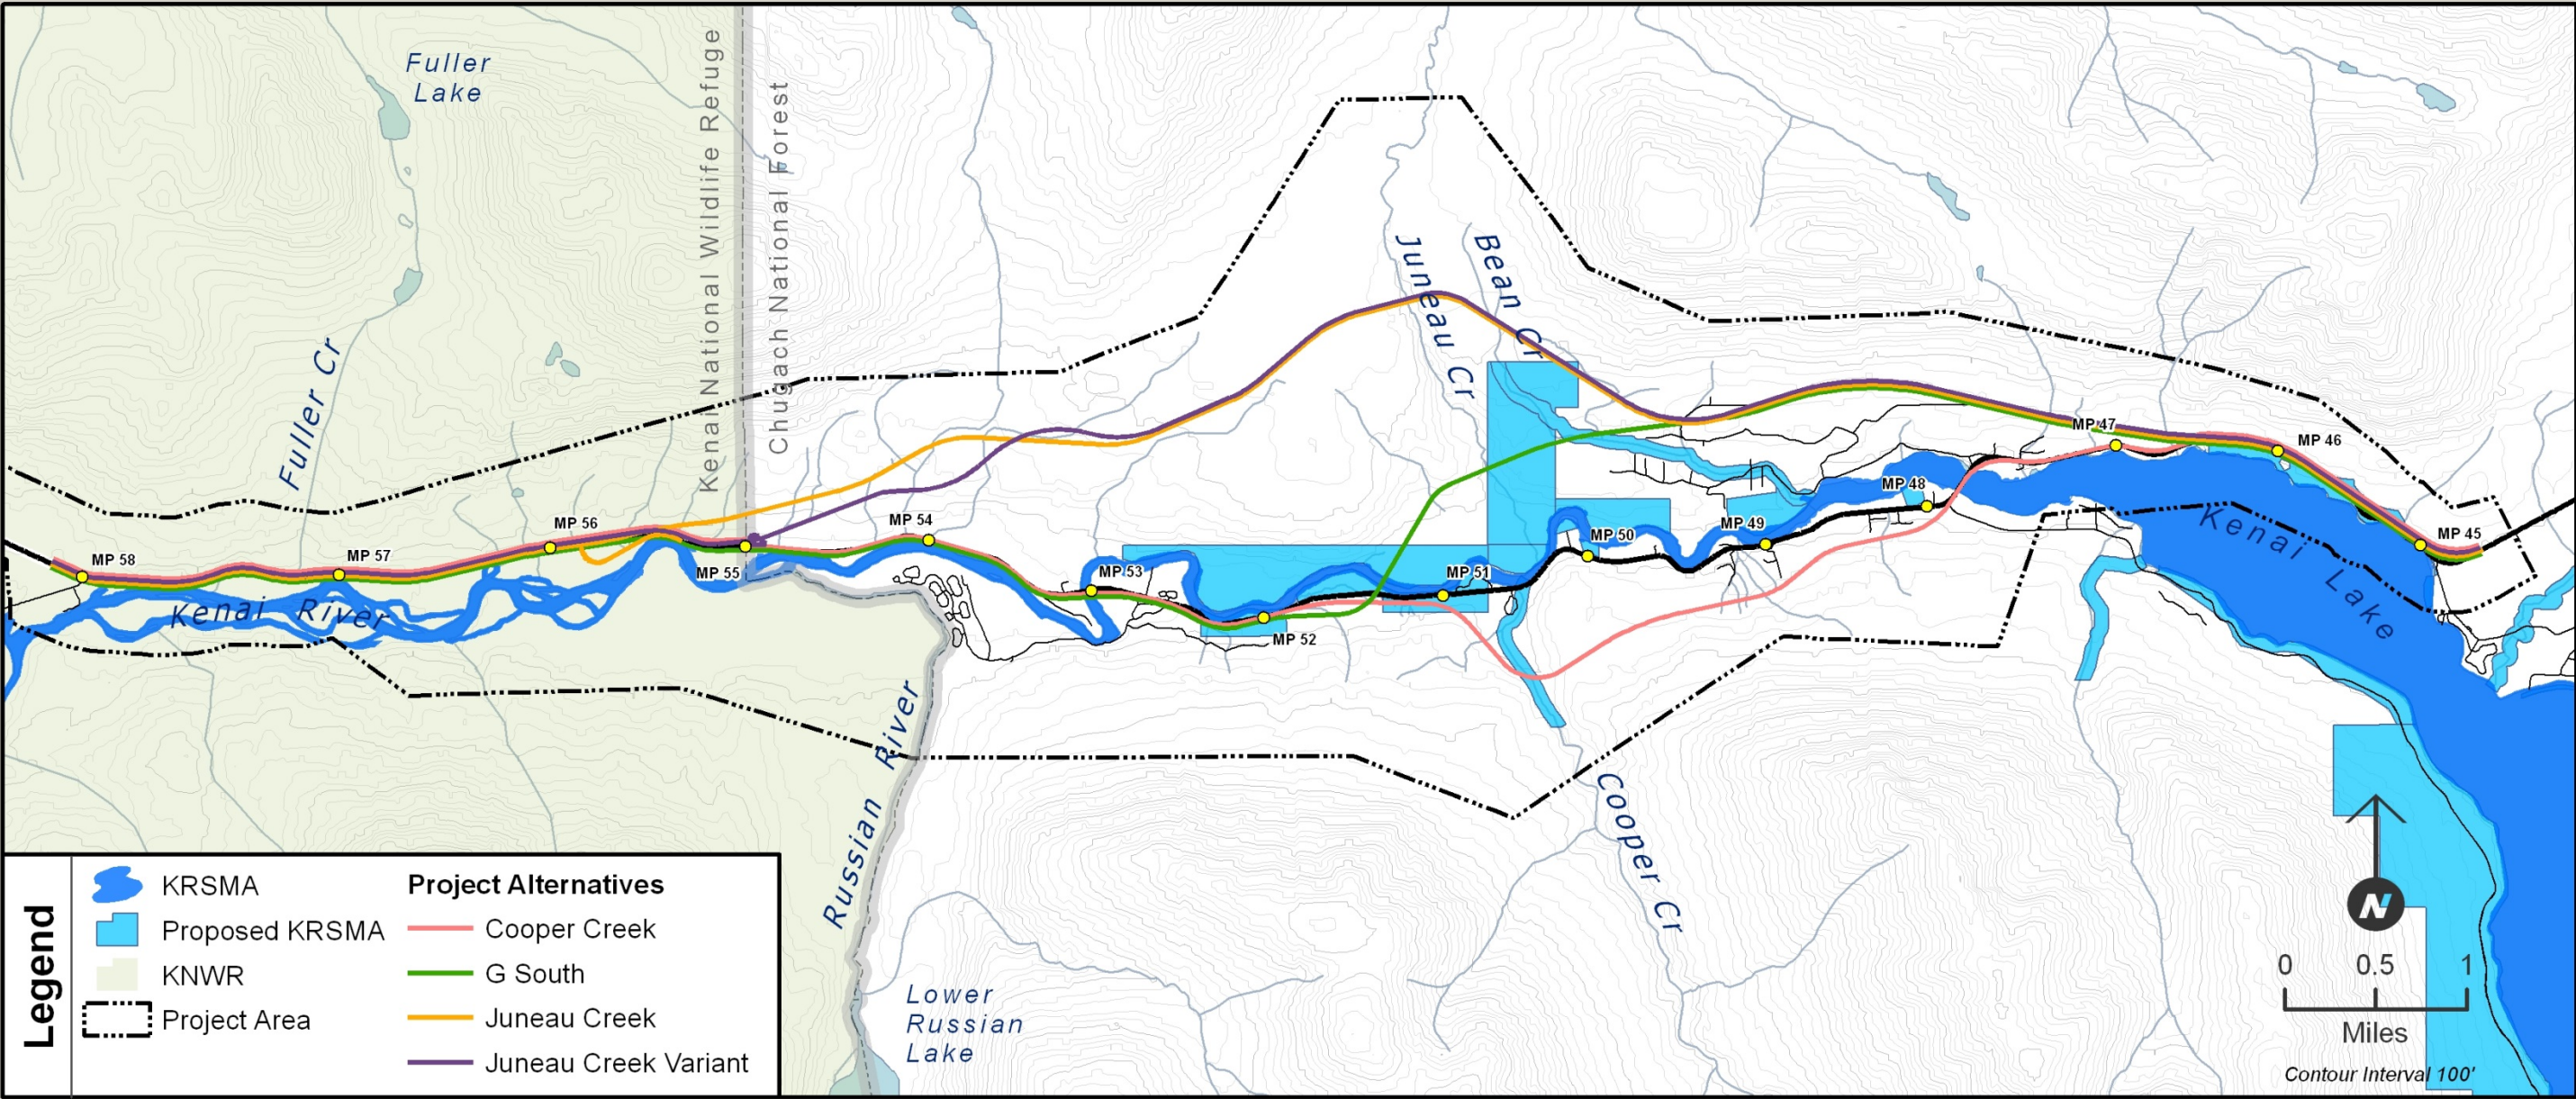 Fuller
Lake
Kenai National Wildlife Refuge
Chugach National Forest
Fuller Cr
Juneau Cr
Bean Cr
MP 47
MP 46
MP 45
MP 48
MP 49
MP 50
MP 51
MP 52
MP 53
MP 54
MP 55
MP 56
MP 57
MP 58
Kenai River
Kenai Lake
Russian River
Cooper Cr
Lower
Russian
Lake
Legend
KRSMA
Proposed KRSMA
KNWR
Project Area
Project Alternatives
Cooper Creek
G South
Juneau Creek
Juneau Creek Variant
N
0 0.5 1
Miles
Contour Interval 100'